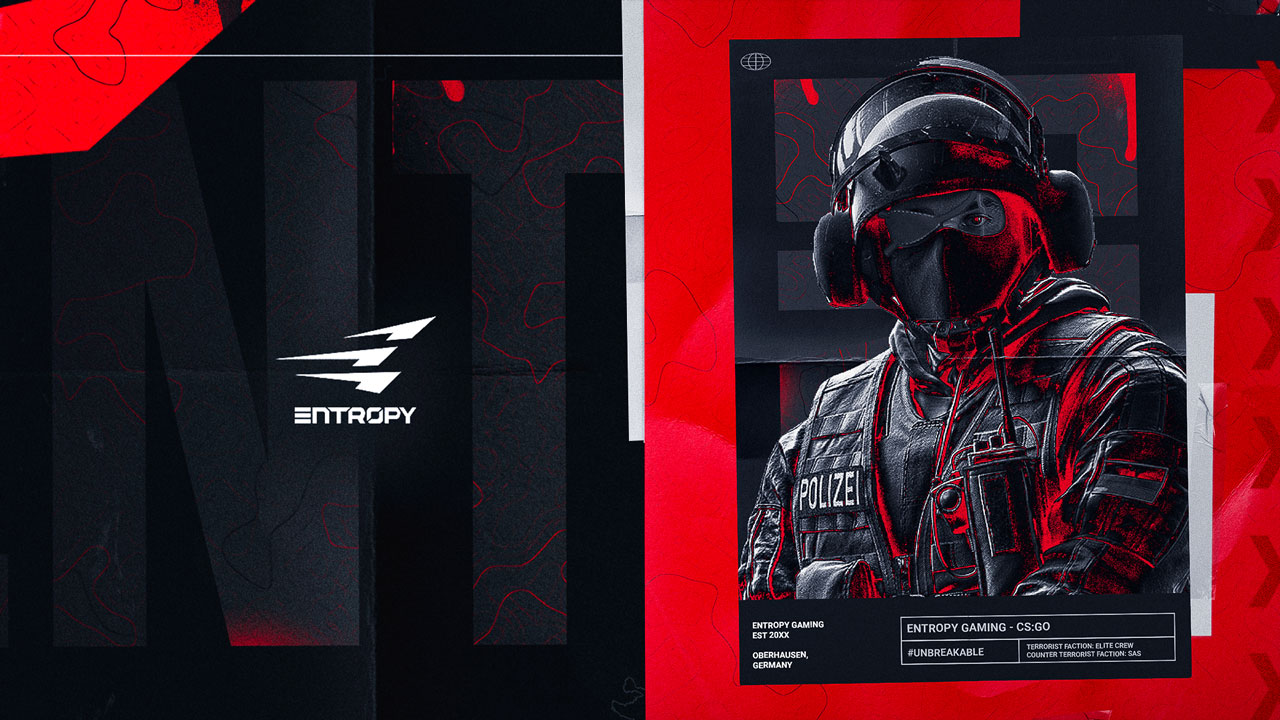 NT
ENTROPY
POLIZEI
ENTROPY GAMING
EST 20XX
OBERHAUSEN,
GERMANY
ENTROPY GAMING - CS:GO
#UNBREAKABLE
TERRORIST FACTION: ELITE CREW
COUNTER TERRORIST FACTION: SAS